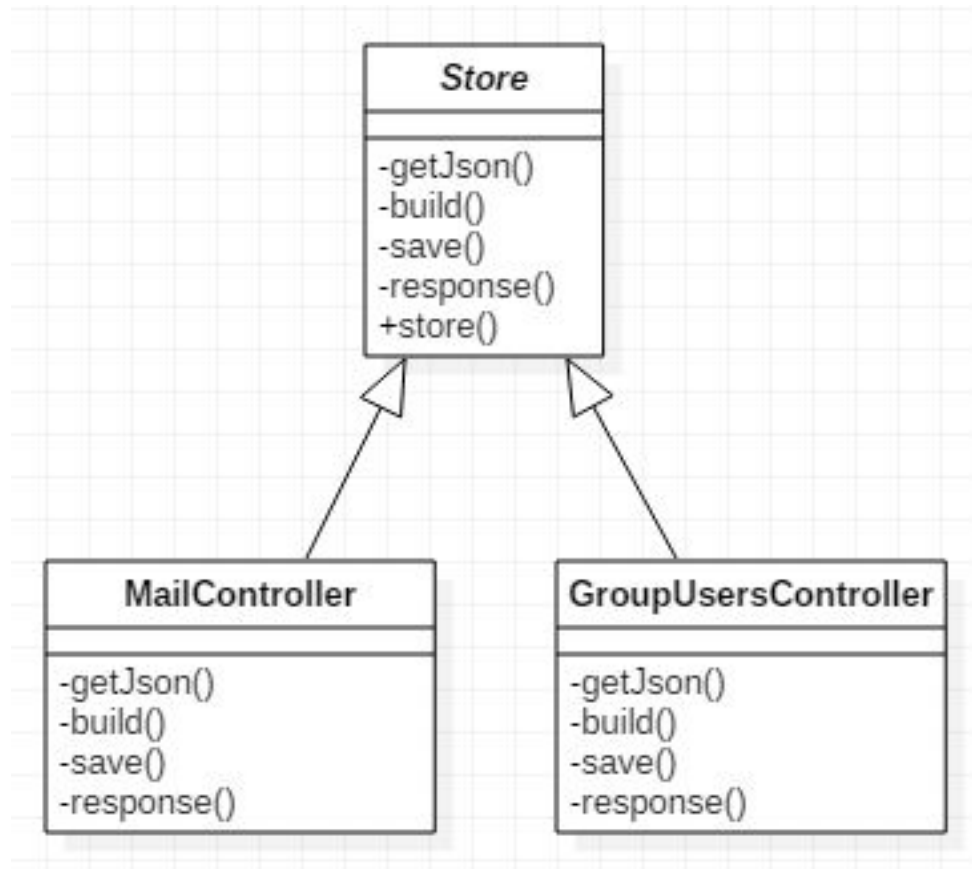 Store
-getJson()
-build()
-save()
-response()
+store()
MailController
-getJson()
-build()
-save()
-response()
GroupUsersController
-getJson()
-build()
-save()
-response()